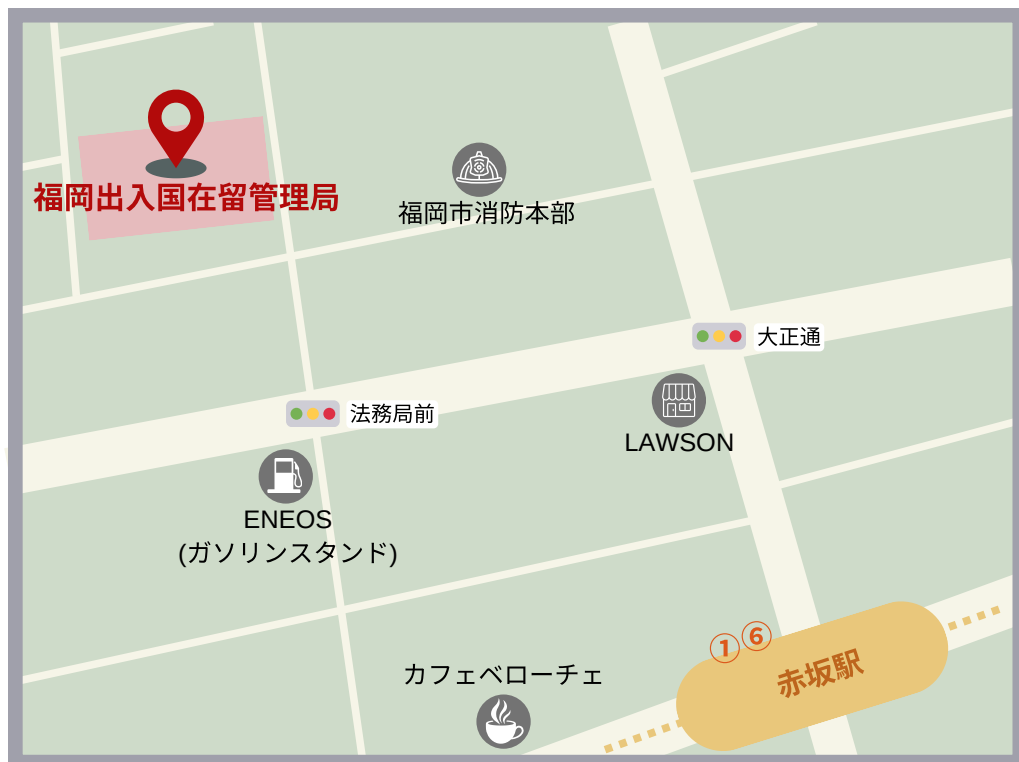 福岡出入国在留管理局
福岡市消防本部
大正通
法務局前
LAWSON
ENEOS
(ガソリンスタンド)
①⑥
赤坂駅
カフェベローチェ